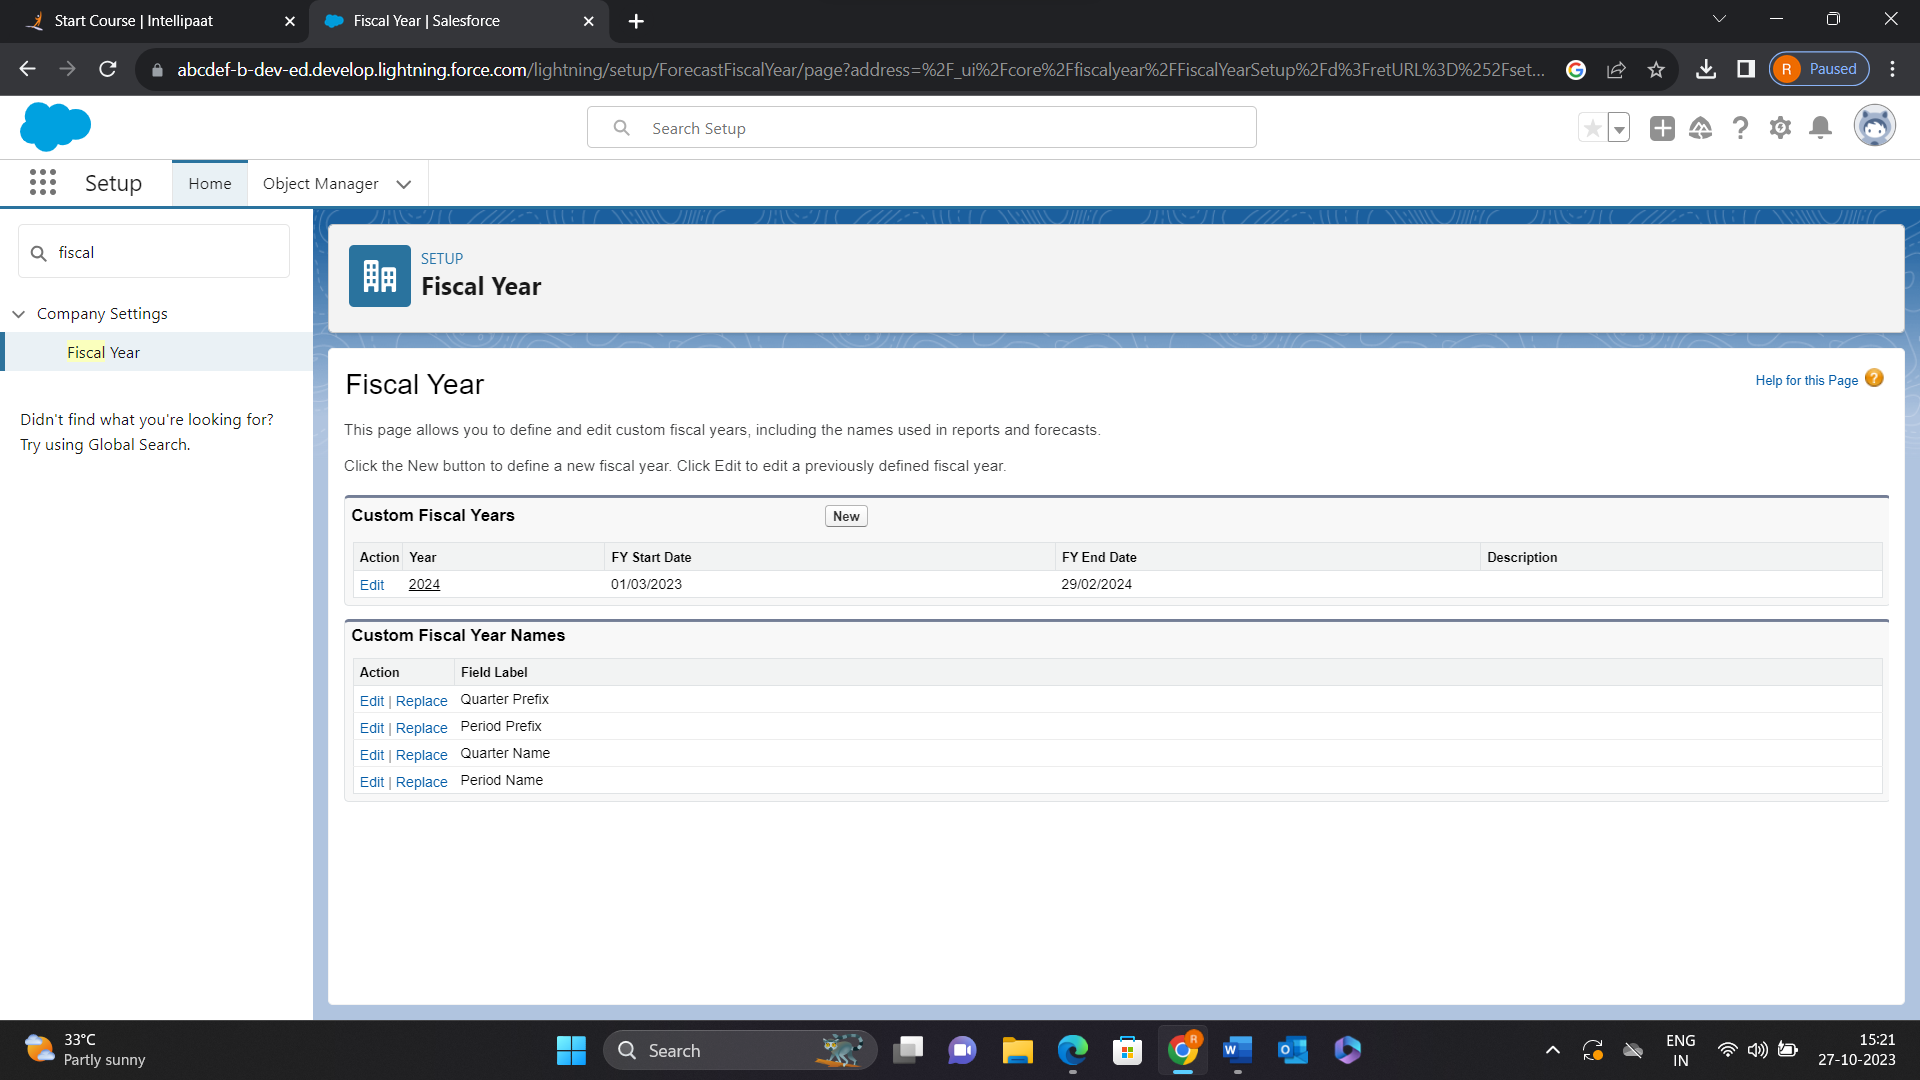 Start Course | Intellipaat
Fiscal Year | Salesforce
abcdef-b-dev-ed.develop.lightning.force.com/lightning/setup/ForecastFiscalYear/page?address=%2F_ui%2Fcore%2Ffiscalyear%2FFiscalYearSetup%2Fd%3FretURL%3D%252Fset...
R Paused
Search Setup
Setup
Home
Object Manager
fiscal
Company Settings
Fiscal Year
Didn't find what you're looking for?
Try using Global Search.
SETUP
Fiscal Year
Fiscal Year
Help for this Page ?
This page allows you to define and edit custom fiscal years, including the names used in reports and forecasts.
Click the New button to define a new fiscal year. Click Edit to edit a previously defined fiscal year.
Custom Fiscal Years New
Action Year FY Start Date FY End Date Description
Edit 2024 01/03/2023 29/02/2024
Custom Fiscal Year Names
Action Field Label
Edit | Replace Quarter Prefix
Edit | Replace Period Prefix
Edit | Replace Quarter Name
Edit | Replace Period Name
33°C
Partly sunny
Search
ENG
IN
15:21
27-10-2023